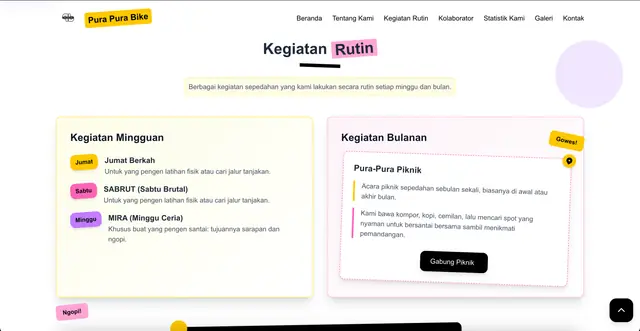 Pura Pura Bike
Beranda Tentang Kami Kegiatan Rutin Kolaborator Statistik Kami Galeri Kontak
Kegiatan Rutin
Berbagai kegiatan sepedahan yang kami lakukan secara rutin setiap minggu dan bulan.
Kegiatan Mingguan
Jumat
Jumat Berkah
Untuk yang pengen latihan fisik atau cari jalur tanjakan.
Sabtu
SABRUT (Sabtu Brutal)
Untuk yang pengen latihan fisik atau cari jalur tanjakan.
Minggu
MIRA (Minggu Ceria)
Khusus buat yang pengen santai: tujuannya sarapan dan
ngopi.
Kegiatan Bulanan
Gowes!
Pura-Pura Piknik
Acara piknik sepedahan sebulan sekali, biasanya di awal atau
akhir bulan.
Kami bawa kompor, kopi, cemilan, lalu mencari spot yang
nyaman untuk bersantai bersama sambil menikmati
pemandangan.
Gabung Piknik
Ngopi!